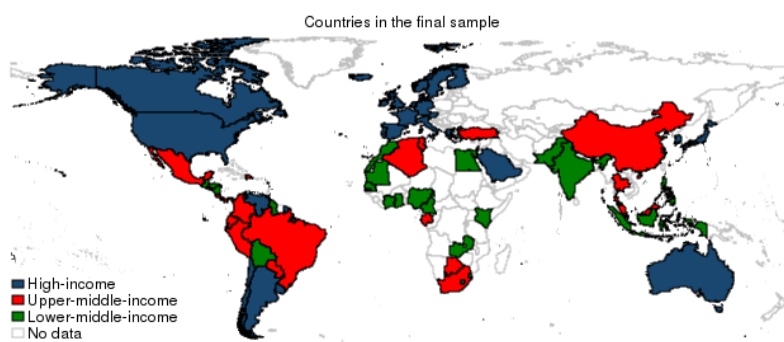 Countries in the final sample
High-income
Upper-middle-income
Lower-middle-income
No data